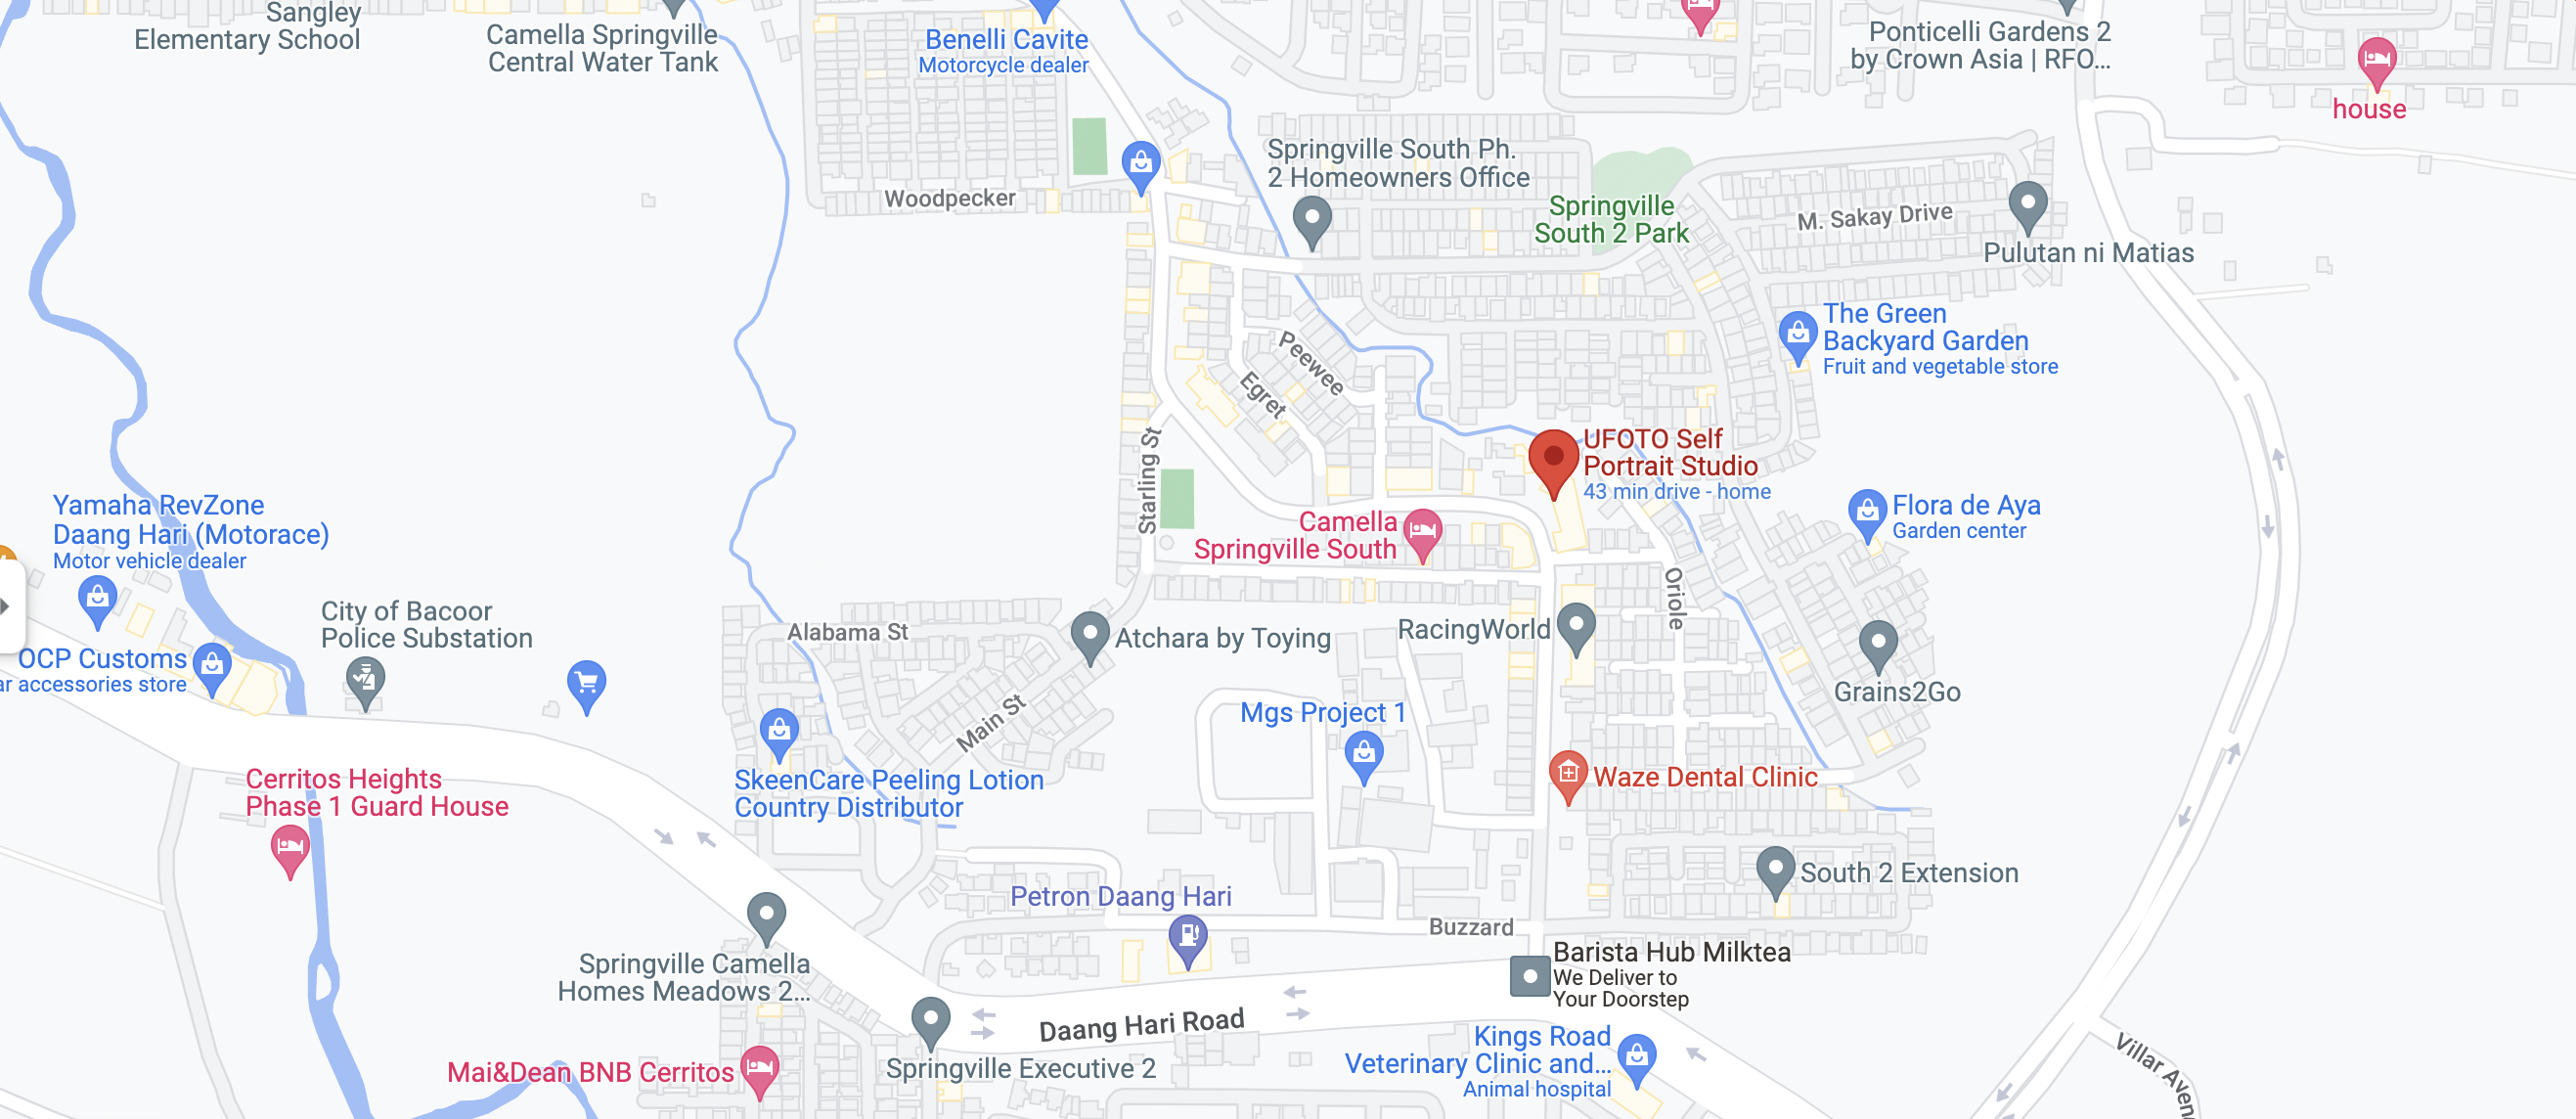 Sangley
Elementary School
Camella Springville
Central Water Tank
Benelli Cavite
Motorcycle dealer
Ponticelli Gardens 2
by Crown Asia | RFO...
house
Woodpecker
Springville South Ph.
2 Homeowners Office
Springville
South 2 Park
M. Sakay Drive
Pulutan ni Matias
The Green
Backyard Garden
Fruit and vegetable store
Peewee
Egret
Starling St
UFOTO Self
Portrait Studio
43 min drive - home
Yamaha RevZone
Daang Hari (Motorace)
Motor vehicle dealer
Camella
Springville South
Flora de Aya
Garden center
City of Bacoor
Police Substation
Oriole
Alabama St
Atchara by Toying
RacingWorld
OCP Customs
ar accessories store
Grains2Go
Main St
Mgs Project 1
SkeenCare Peeling Lotion
Country Distributor
Cerritos Heights
Phase 1 Guard House
Waze Dental Clinic
Petron Daang Hari
South 2 Extension
Buzzard
Springville Camella
Homes Meadows 2...
Barista Hub Milktea
We Deliver to
Your Doorstep
Daang Hari Road
Kings Road
Veterinary Clinic and...
Animal hospital
Springville Executive 2
Mai&Dean BNB Cerritos
Villar Aven